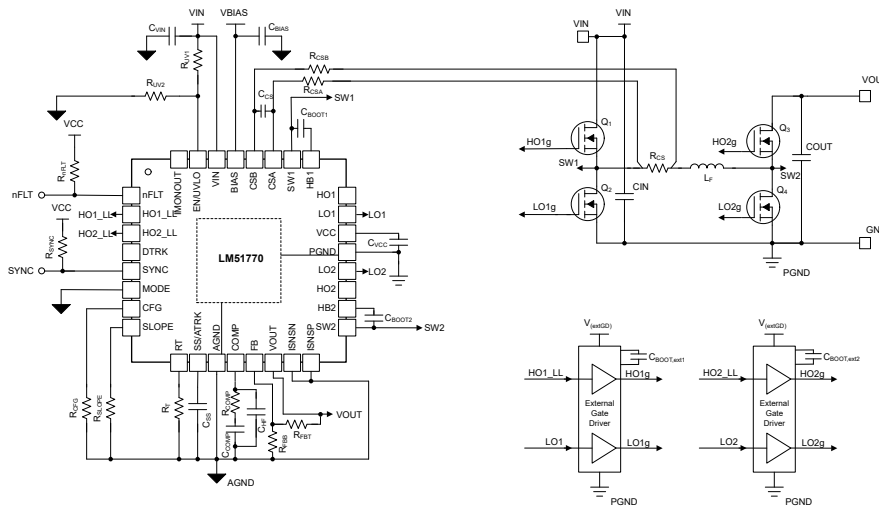 VIN
VBIAS
CVIN
CBIAS
RUV1
RUV2
RCSB
RCSA
CCS
SW1
CBOOT1
VCC
RnFLT
nFLT
HO1_LL
HO2_LL
VCC
RSYNC
SYNC
IMONOUT
EN/UVLO
VIN
BIAS
CSB
CSA
SW1
HB1
nFLT
HO1_LL
HO2_LL
DTRK
SYNC
MODE
CFG
SLOPE
LM51770
HO1
LO1
VCC
PGND
LO2
HO2
HB2
SW2
LO1
CVCC
LO2
CBOOT2
SW2
RT
SS/ATRK
AGND
COMP
FB
VOUT
ISNSN
ISNSP
RCFG
RSLOPE
CSS
RCOMP
CCOMP
CHF
RFBB
RFBT
VOUT
AGND
VIN
VIN
Q1
HO1g
SW1
RCS
LF
Q2
LO1g
CIN
Q3
HO2g
SW2
COUT
Q4
LO2g
PGND
V(extGD)
CBOOT,ext1
HO1_LL
HO1g
External
Gate
Driver
LO1
LO1g
PGND
V(extGD)
CBOOT,ext2
HO2_LL
HO2g
External
Gate
Driver
LO2
LO2g
PGND